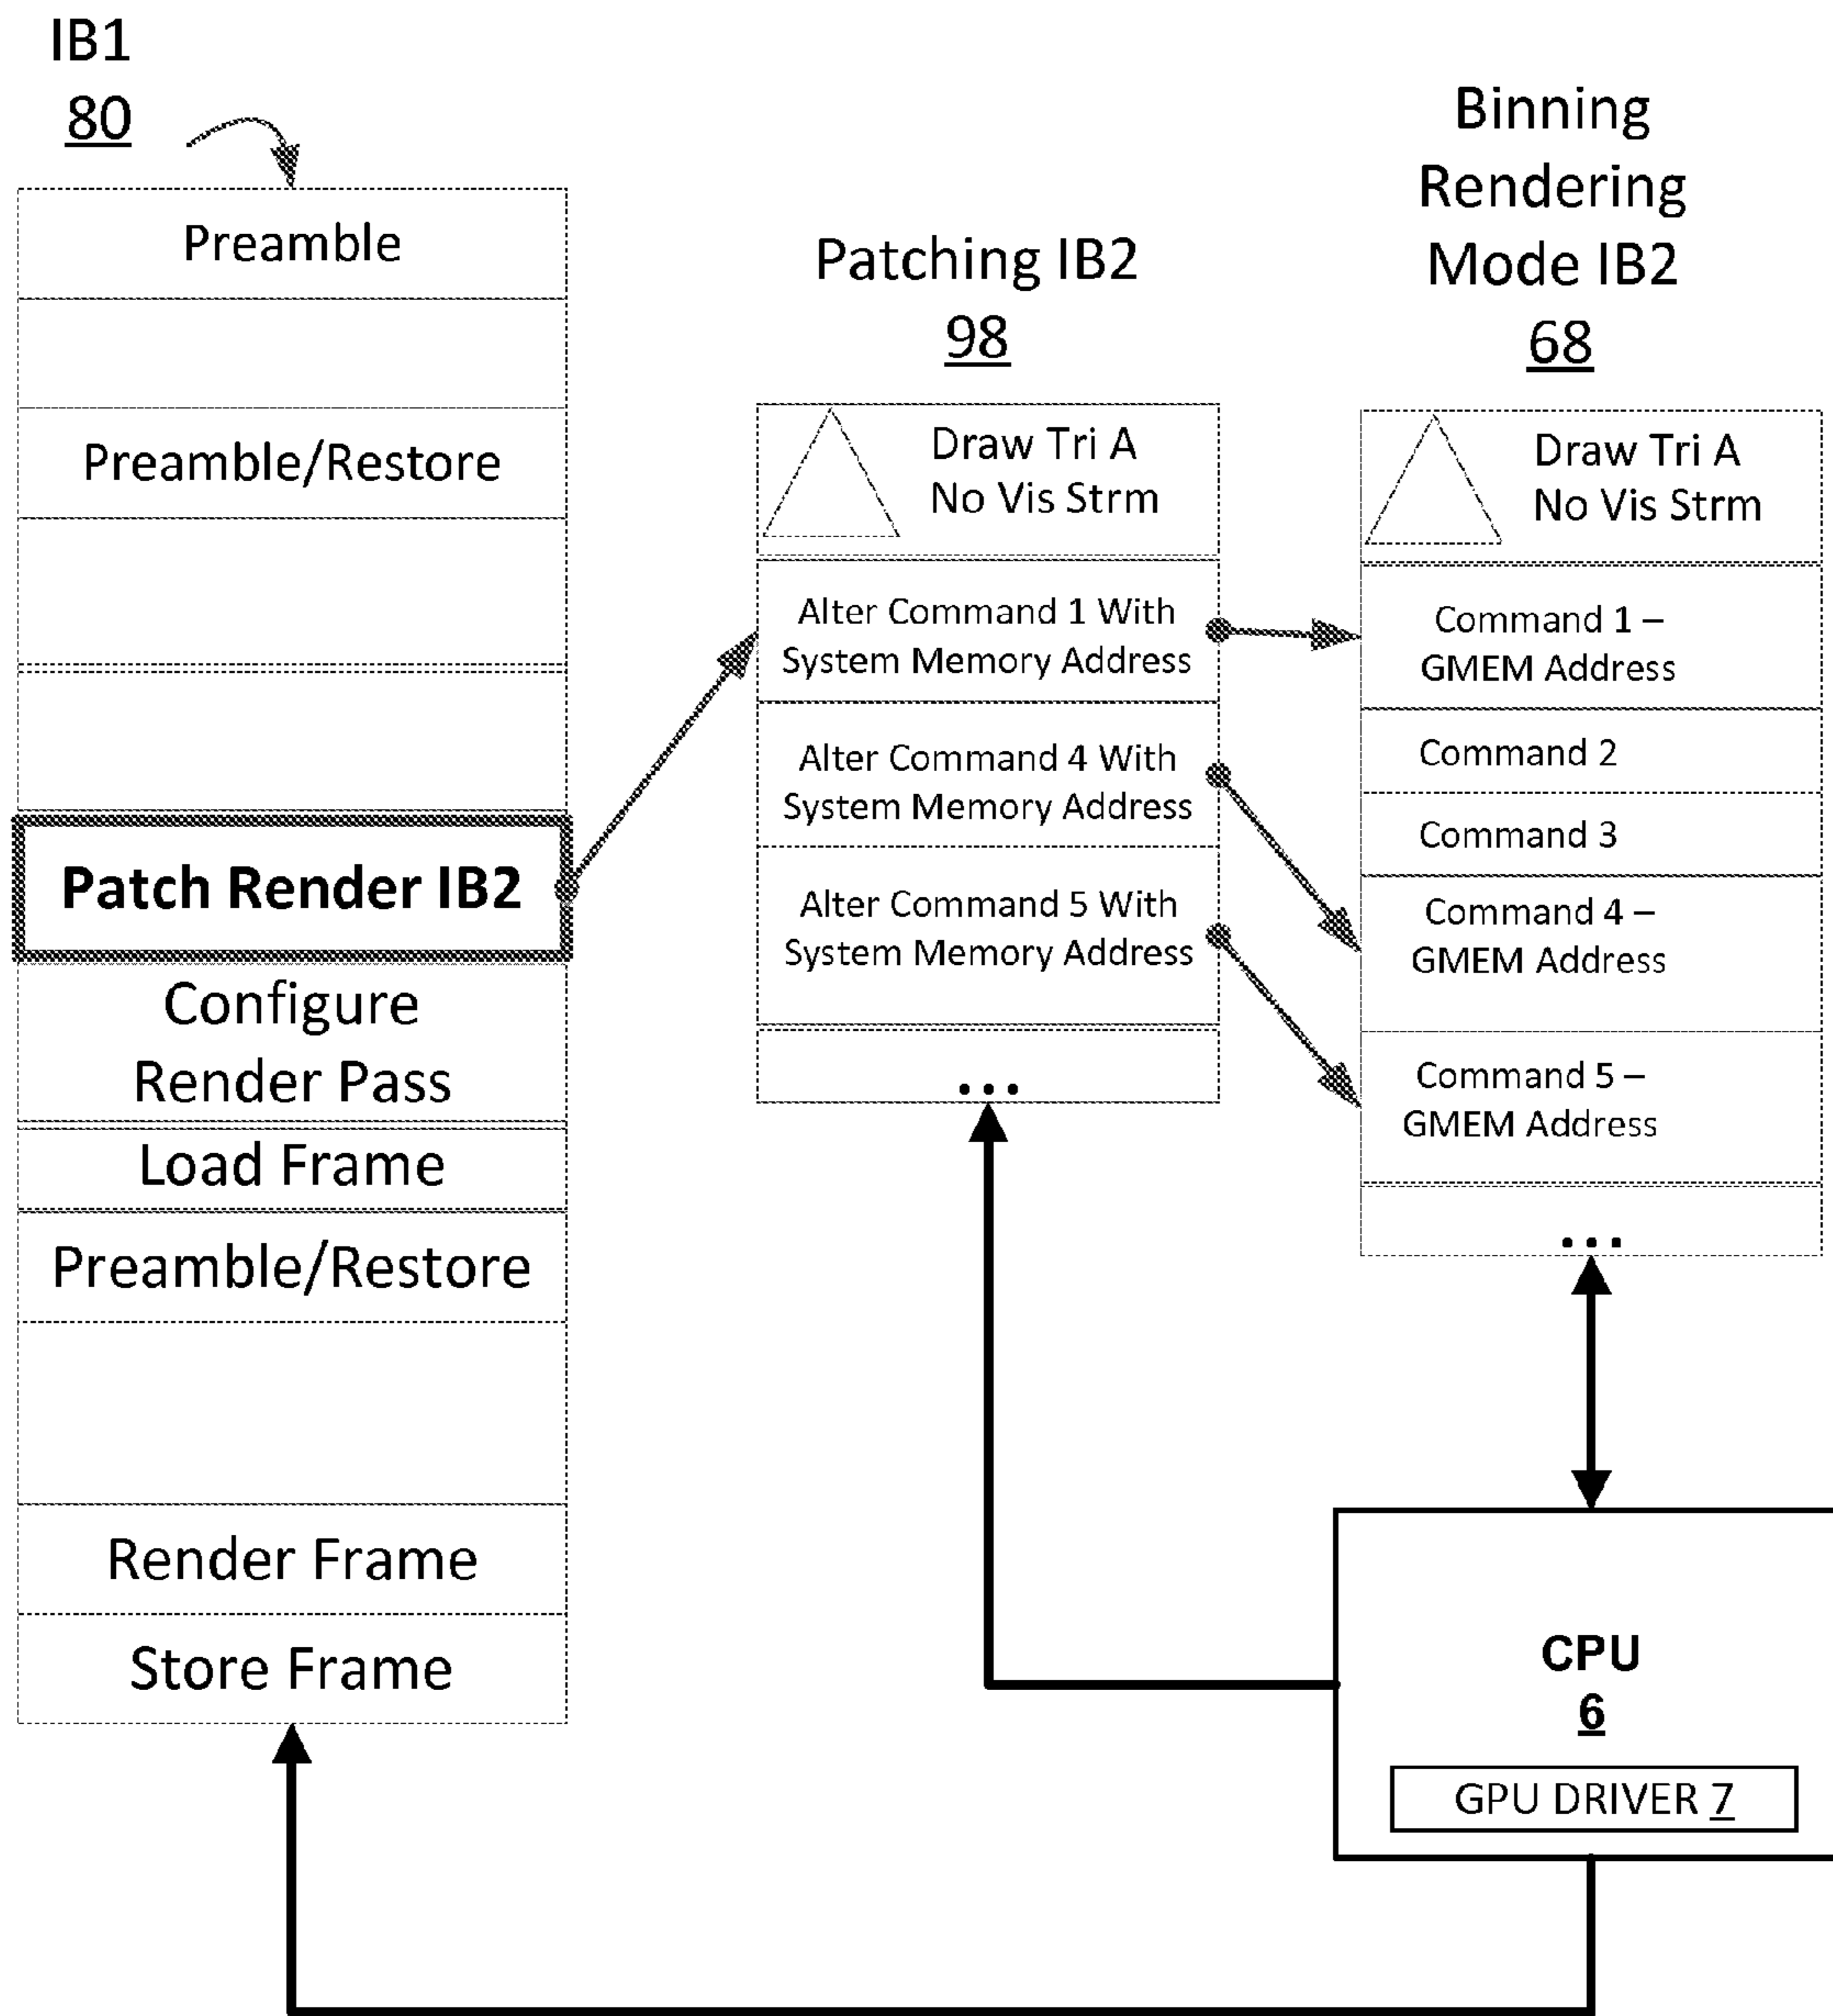 IB1
80
Preamble
Preamble/Restore
Patch Render IB2
Configure
Render Pass
Load Frame
Preamble/Restore
Render Frame
Store Frame
Patching IB2
98
Draw Tri A
No Vis Strm
Alter Command 1 With
System Memory Address
Alter Command 4 With
System Memory Address
Alter Command 5 With
System Memory Address
...
Binning
Rendering
Mode IB2
68
Draw Tri A
No Vis Strm
Command 1 –
GMEM Address
Command 2
Command 3
Command 4 –
GMEM Address
Command 5 –
GMEM Address
...
CPU
6
GPU DRIVER 7